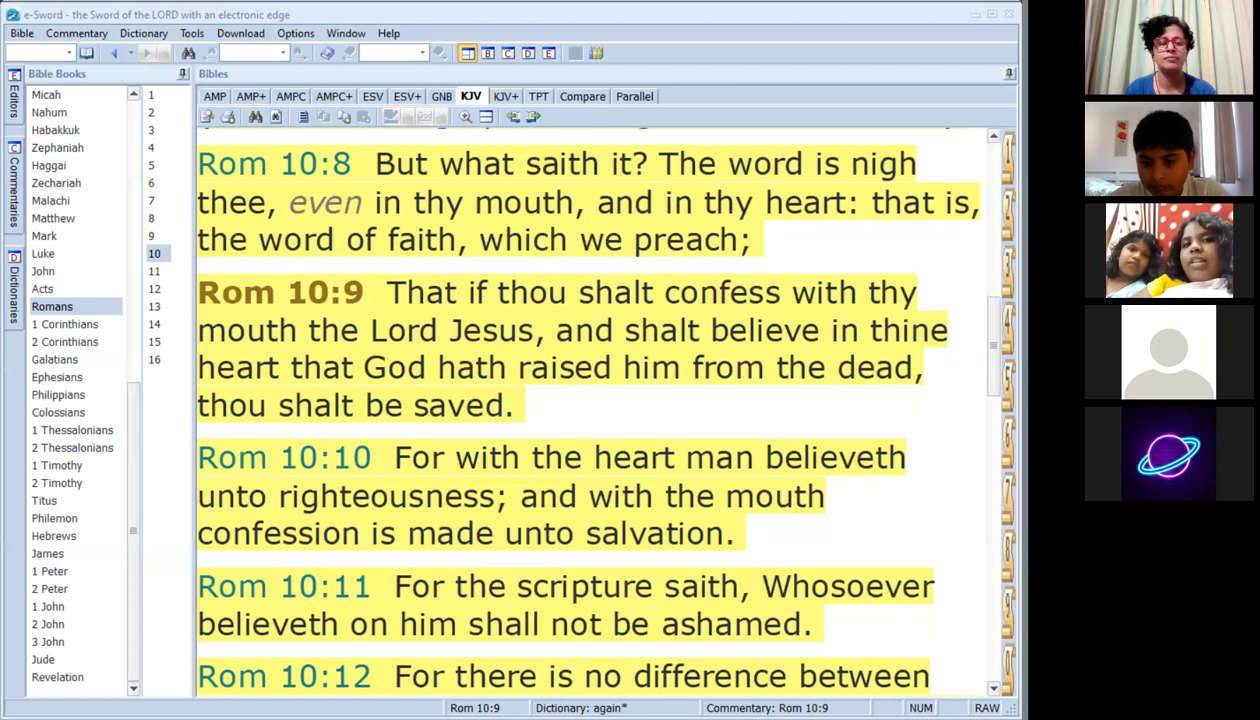 e-Sword - the Sword of the LORD with an electronic edge
Bible Commentary Dictionary Tools Download Options Window Help
B C D E
Bible Books
Bibles
Editors
Commentaries
Dictionaries
Micah
Nahum
Habakkuk
Zephaniah
Haggai
Zechariah
Malachi
Matthew
Mark
Luke
John
Acts
Romans
1 Corinthians
2 Corinthians
Galatians
Ephesians
Philippians
Colossians
1 Thessalonians
2 Thessalonians
1 Timothy
2 Timothy
Titus
Philemon
Hebrews
James
1 Peter
2 Peter
1 John
2 John
3 John
Jude
Revelation
1
2
3
4
5
6
7
8
9
10
11
12
13
14
15
16
AMP AMP+ AMPC AMPC+ ESV ESV+ GNB KJV KJV+ TPT Compare Parallel
Rom 10:8 But what saith it? The word is nigh
thee, even in thy mouth, and in thy heart: that is,
the word of faith, which we preach;
Rom 10:9 That if thou shalt confess with thy
mouth the Lord Jesus, and shalt believe in thine
heart that God hath raised him from the dead,
thou shalt be saved.
Rom 10:10 For with the heart man believeth
unto righteousness; and with the mouth
confession is made unto salvation.
Rom 10:11 For the scripture saith, Whosoever
believeth on him shall not be ashamed.
Rom 10:12 For there is no difference between
Rom 10:9 Dictionary: again* Commentary: Rom 10:9 NUM RAW